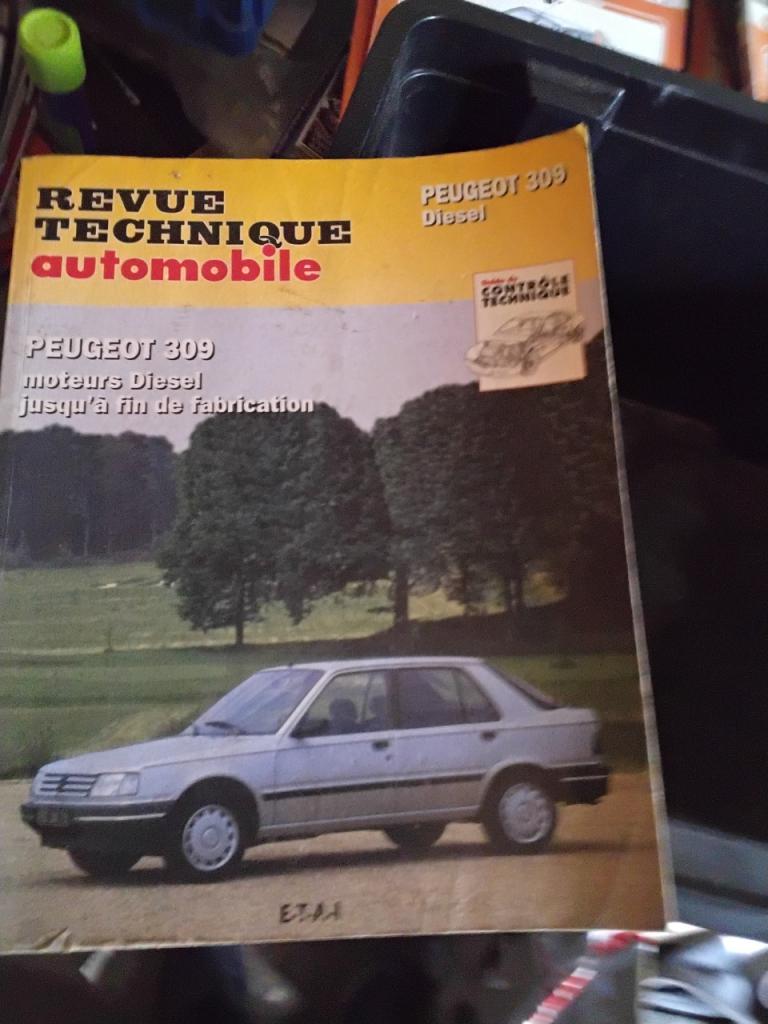 REVUE
TECHNIQUE
automobile
PEUGEOT 309
Diesel
Guide du
CONTRÔLE
TECHNIQUE
PEUGEOT 309
moteurs Diesel
jusqu'à fin de fabrication
E.T.A.I